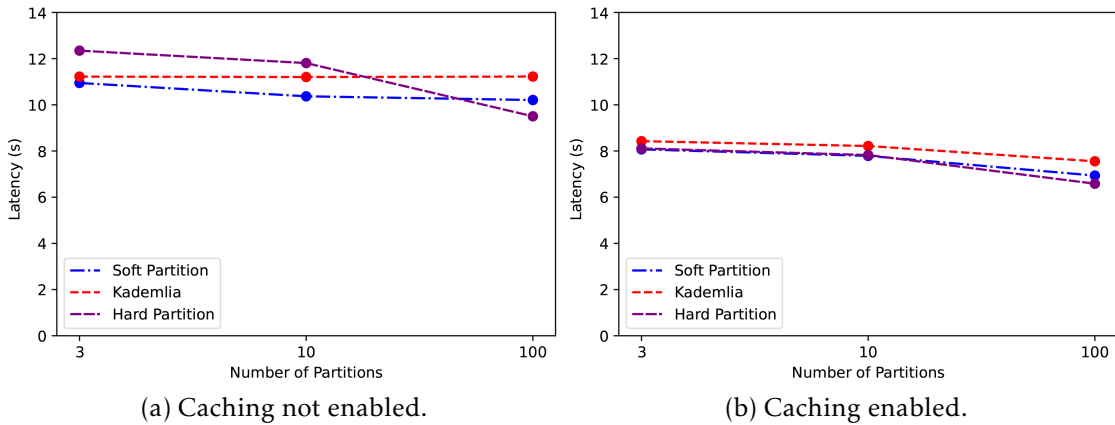 14
12
10
8
6
4
2
0
Latency (s)
Soft Partition
Kademlia
Hard Partition
3 10 100
Number of Partitions
(a) Caching not enabled.
14
12
10
8
6
4
2
0
Latency (s)
Soft Partition
Kademlia
Hard Partition
3 10 100
Number of Partitions
(b) Caching enabled.